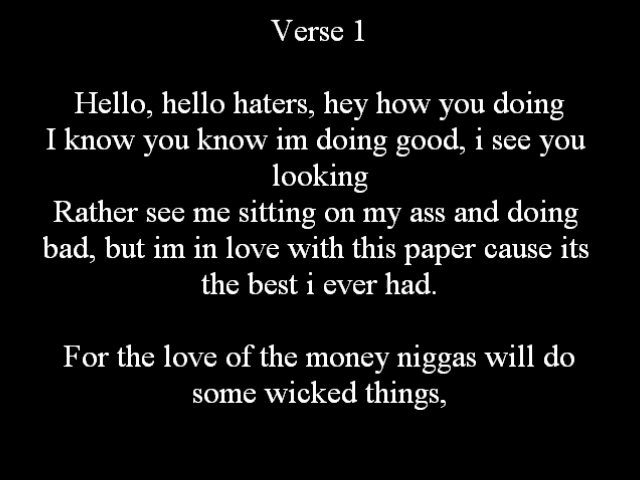 Verse 1
Hello, hello haters, hey how you doing
I know you know im doing good, i see you
looking
Rather see me sitting on my ass and doing
bad, but im in love with this paper cause its
the best i ever had.
For the love of the money niggas will do
some wicked things,